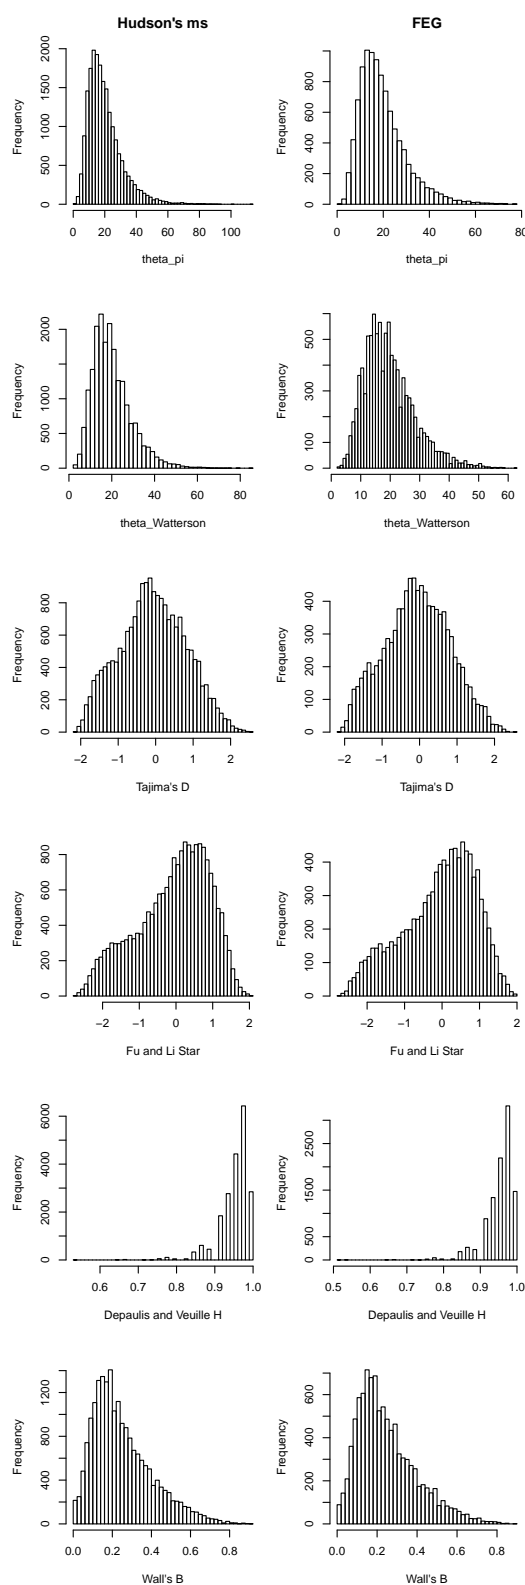 Hudson's ms
FEG
Frequency
0 500 1000 1500 2000
0 20 40 60 80 100
theta_pi
Frequency
0 200 400 600 800
0 20 40 60 80
theta_pi
Frequency
0 500 1000 2000
0 20 40 60 80
theta_Watterson
Frequency
0 100 300 500
0 10 20 30 40 50 60
theta_Watterson
Frequency
0 200 400 600 800
−2 −1 0 1 2
Tajima's D
Frequency
0 100 200 300 400
−2 −1 0 1 2
Tajima's D
Frequency
0 200 400 600 800
−2 −1 0 1 2
Fu and Li Star
Frequency
0 100 200 300 400
−2 −1 0 1 2
Fu and Li Star
Frequency
0 2000 4000 6000
0.6 0.7 0.8 0.9 1.0
Depaulis and Veuille H
Frequency
0 500 1500 2500
0.5 0.6 0.7 0.8 0.9 1.0
Depaulis and Veuille H
Frequency
0 400 800 1200
0.0 0.2 0.4 0.6 0.8
Wall's B
Frequency
0 200 400 600
0.0 0.2 0.4 0.6 0.8
Wall's B